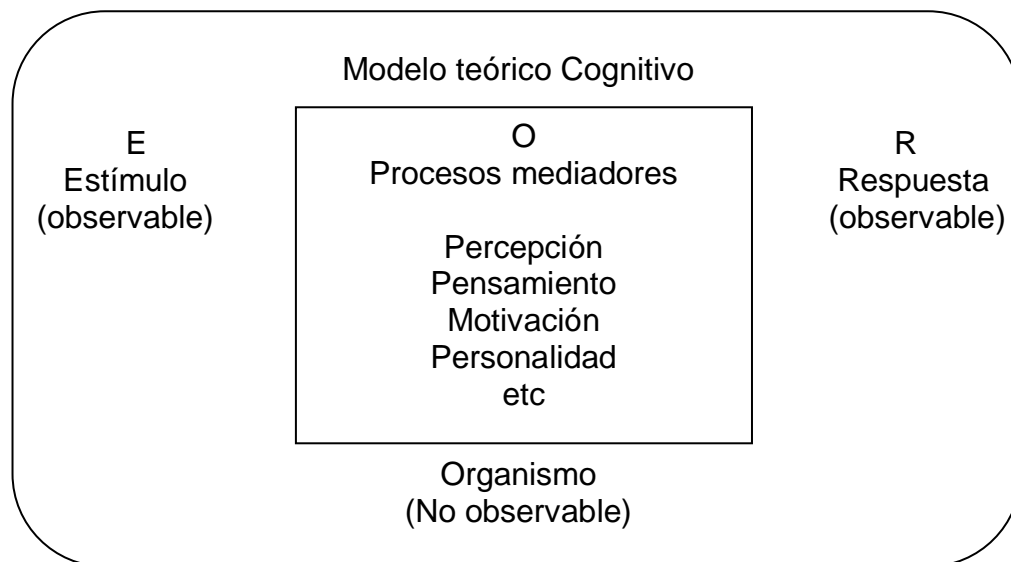 Modelo teórico Cognitivo
E
Estímulo
(observable)
O
Procesos mediadores
Percepción
Pensamiento
Motivación
Personalidad
etc
R
Respuesta
(observable)
Organismo
(No observable)